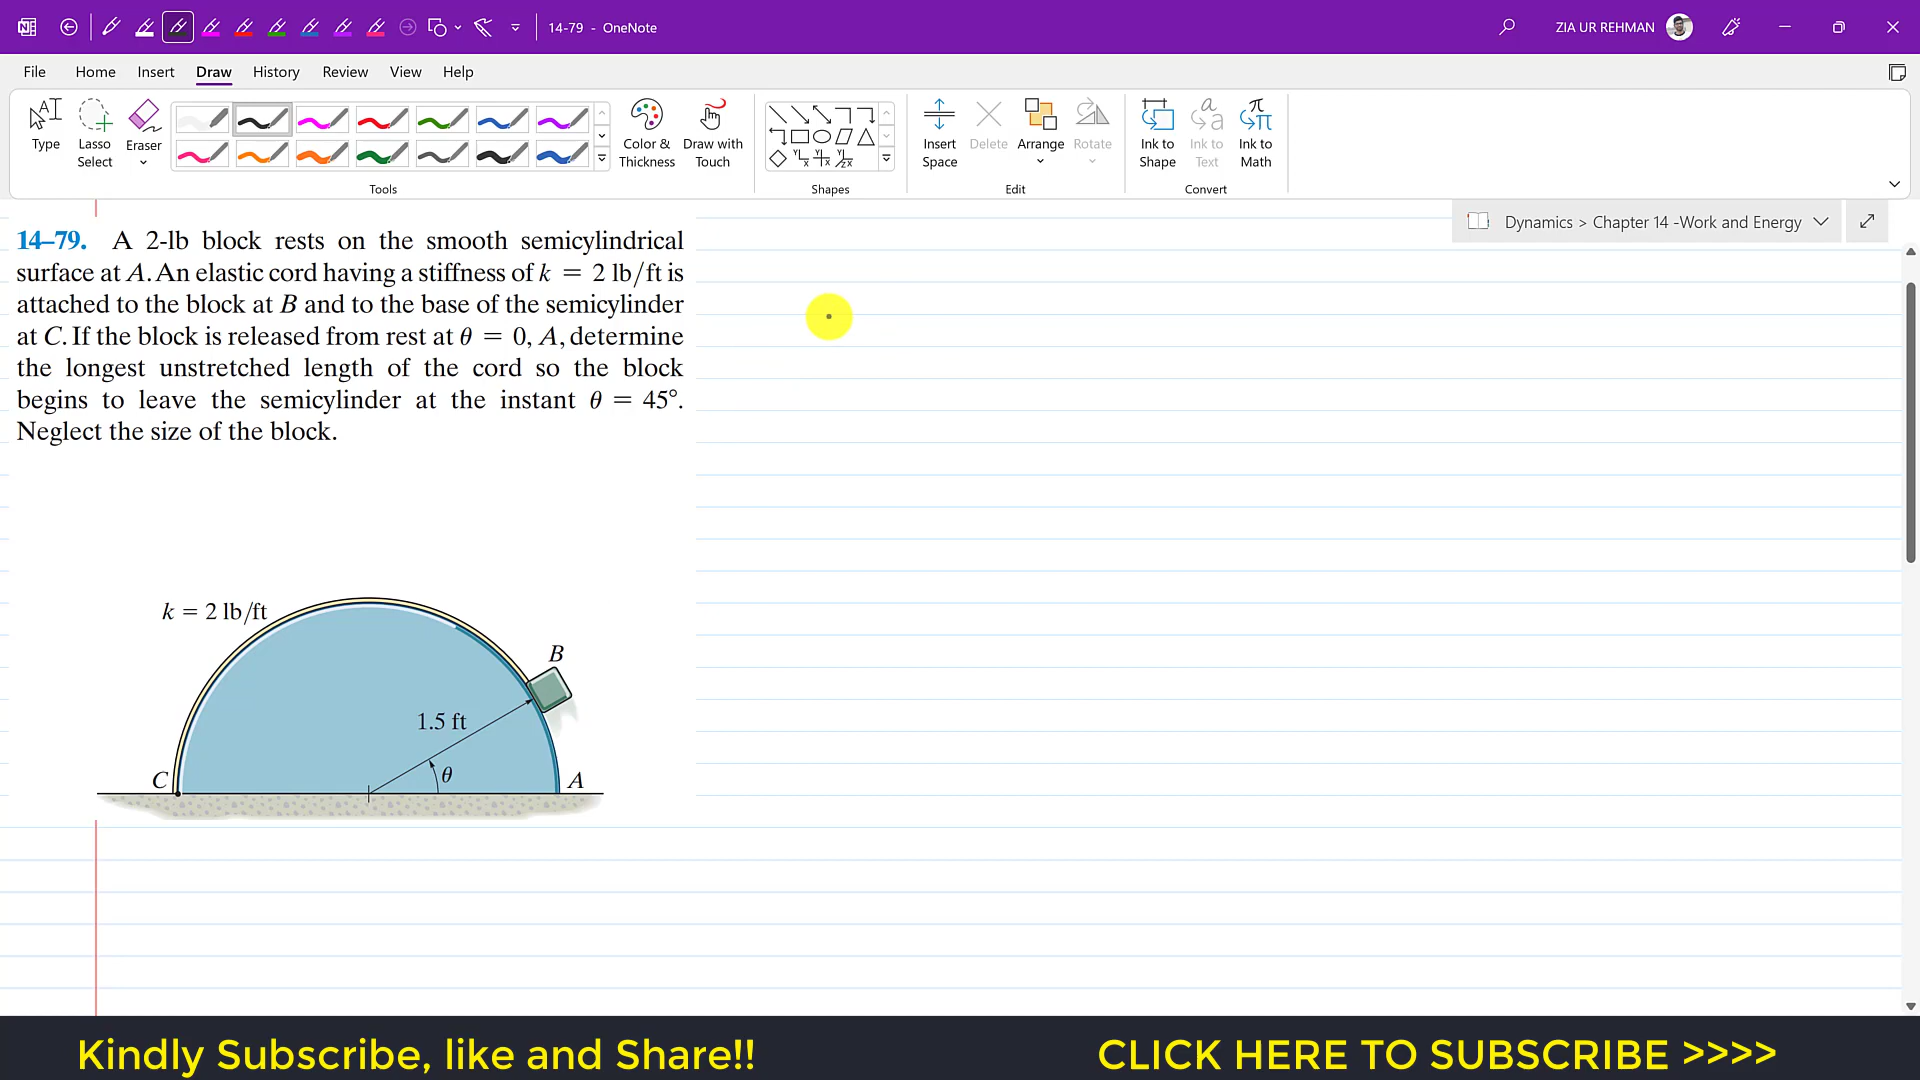 14-79 - OneNote
ZIA UR REHMAN
File Home Insert Draw History Review View Help
Type
Lasso Select
Eraser
Color & Thickness
Draw with Touch
Insert Space
Delete
Arrange
Rotate
Ink to Shape
Ink to Text
Ink to Math
Tools
Shapes
Edit
Convert
Dynamics > Chapter 14 -Work and Energy
14–79. A 2-lb block rests on the smooth semicylindrical
surface at A. An elastic cord having a stiffness of k = 2 lb/ft is
attached to the block at B and to the base of the semicylinder
at C. If the block is released from rest at θ = 0, A, determine
the longest unstretched length of the cord so the block
begins to leave the semicylinder at the instant θ = 45°.
Neglect the size of the block.
k = 2 lb/ft
B
1.5 ft
θ
C
A
Kindly Subscribe, like and Share!!
CLICK HERE TO SUBSCRIBE >>>>